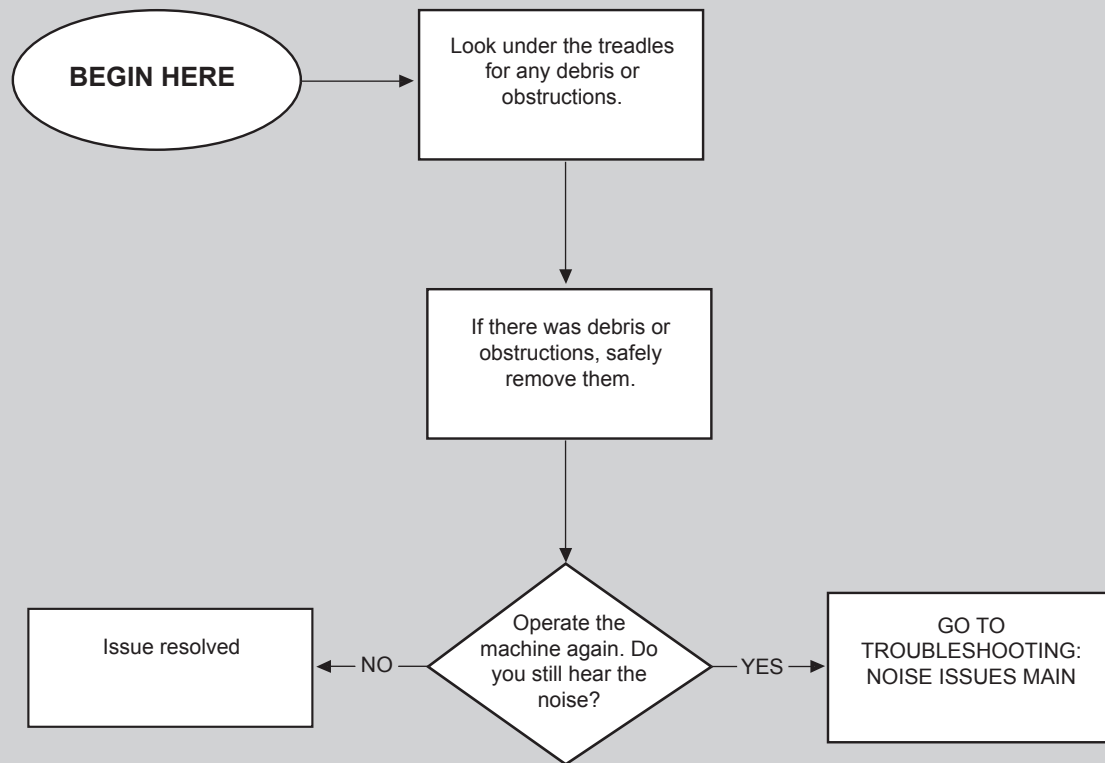 BEGIN HERE
Look under the treadles
for any debris or
obstructions.
If there was debris or
obstructions, safely
remove them.
Operate the
machine again. Do
you still hear the
noise?
NO
Issue resolved
YES
GO TO
TROUBLESHOOTING:
NOISE ISSUES MAIN